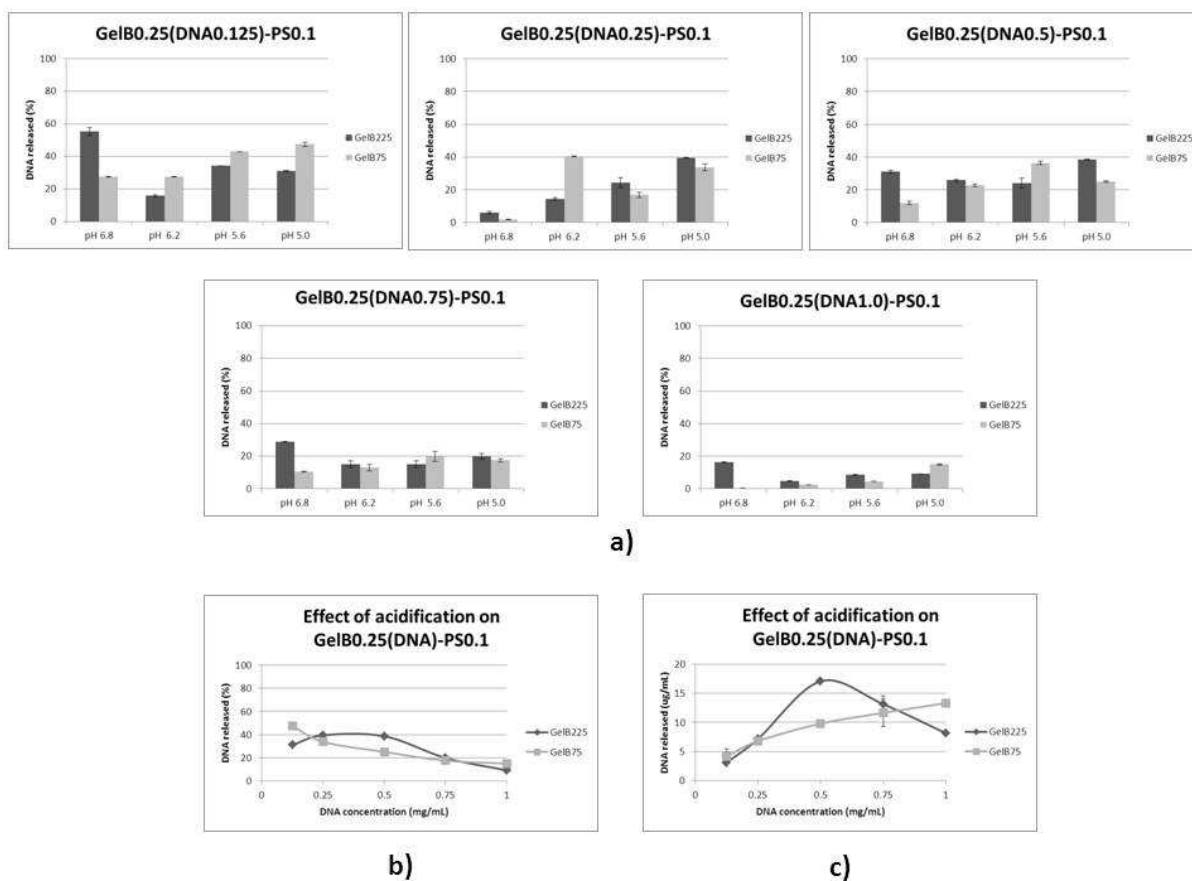 GelB0.25(DNA0.125)-PS0.1
DNA released (%)
100
80
60
40
20
0
pH 6.8
pH 6.2
pH 5.6
pH 5.0
GelB225
GelB75
GelB0.25(DNA0.25)-PS0.1
DNA released (%)
100
80
60
40
20
0
pH 6.8
pH 6.2
pH 5.6
pH 5.0
GelB225
GelB75
GelB0.25(DNA0.5)-PS0.1
DNA released (%)
100
80
60
40
20
0
pH 6.8
pH 6.2
pH 5.6
pH 5.0
GelB225
GelB75
GelB0.25(DNA0.75)-PS0.1
DNA released (%)
100
80
60
40
20
0
pH 6.8
pH 6.2
pH 5.6
pH 5.0
GelB225
GelB75
GelB0.25(DNA1.0)-PS0.1
DNA released (%)
100
80
60
40
20
0
pH 6.8
pH 6.2
pH 5.6
pH 5.0
GelB225
GelB75
a)
Effect of acidification on
GelB0.25(DNA)-PS0.1
DNA released (%)
100
80
60
40
20
0
0
0.25
0.5
0.75
1
DNA concentration (mg/mL)
GelB225
GelB75
b)
Effect of acidification on
GelB0.25(DNA)-PS0.1
DNA released (ug/mL)
20
15
10
5
0
0
0.25
0.5
0.75
1
DNA concentration (mg/mL)
GelB225
GelB75
c)